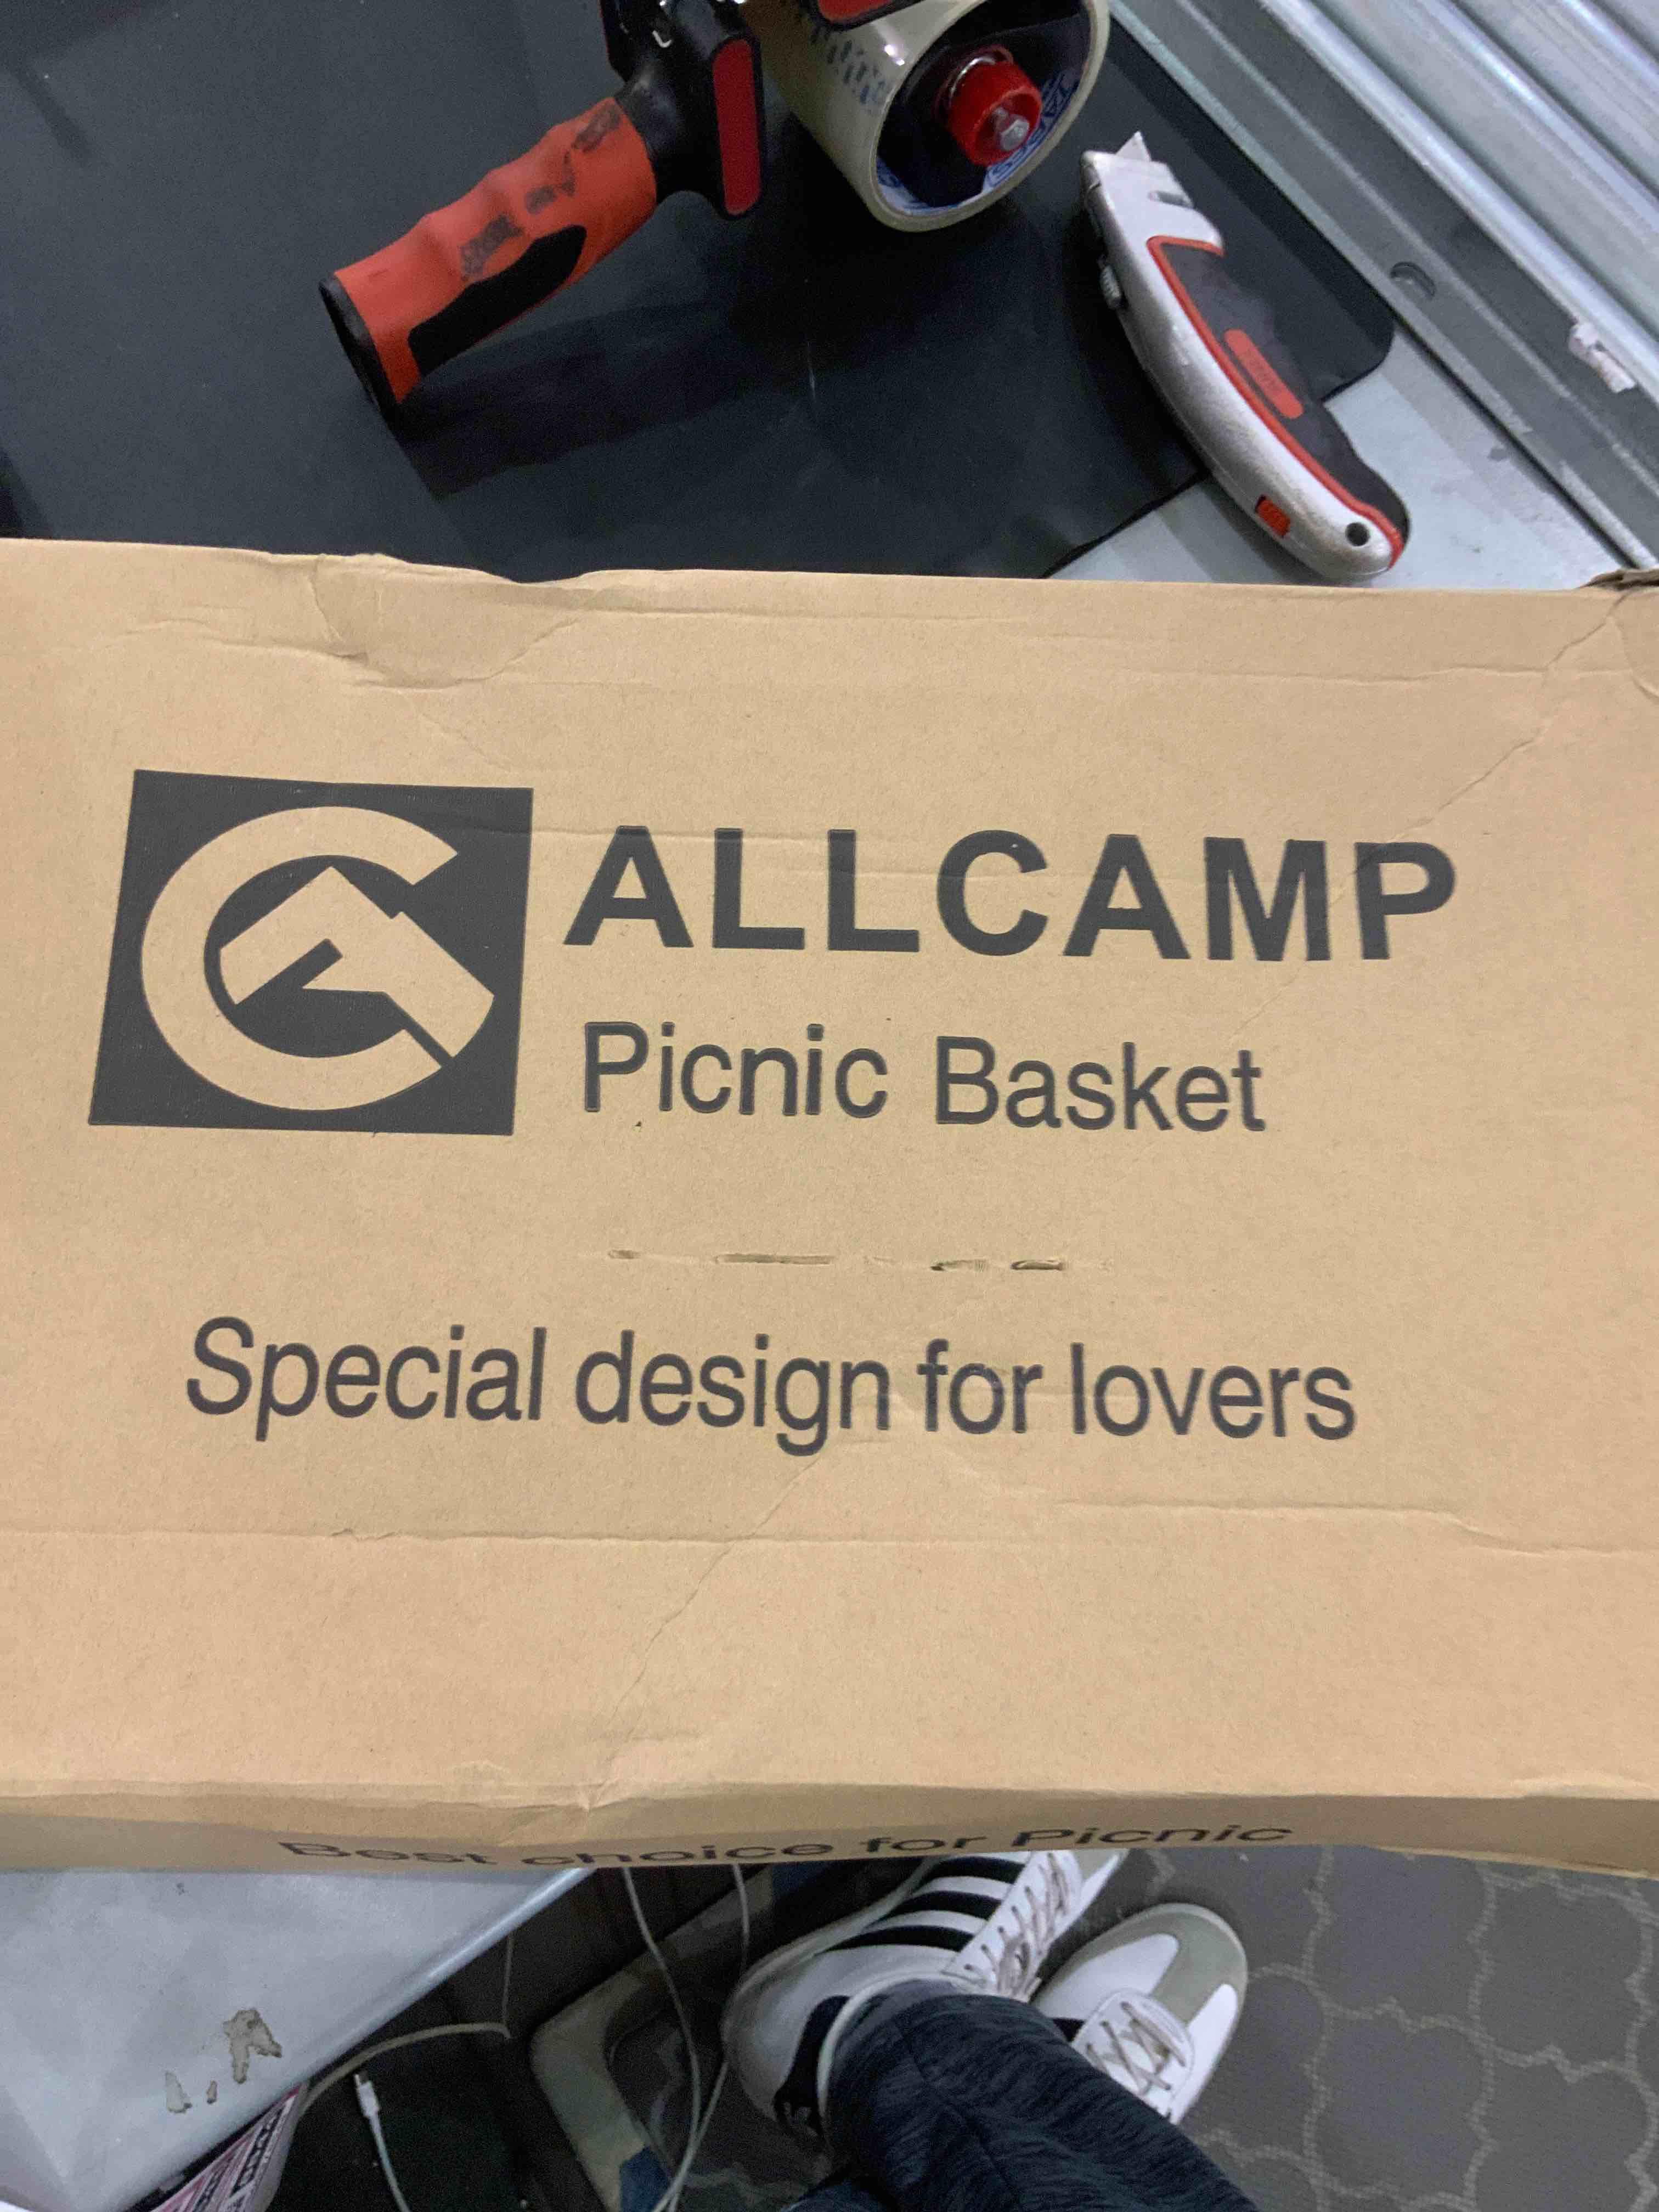 ALLCAMP
Picnic Basket
Special design for lovers
Best choice for Picnic